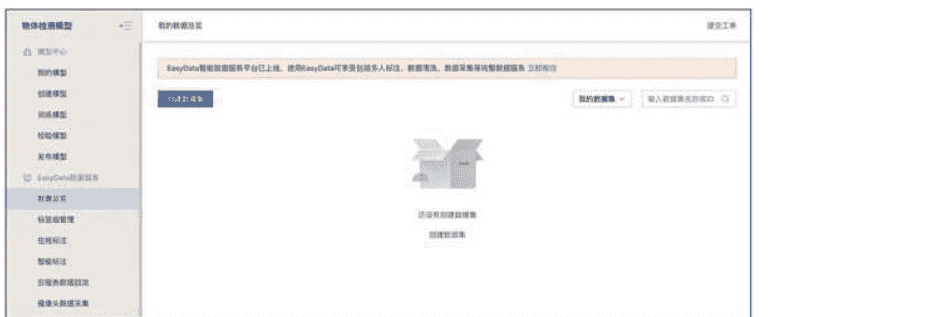 物体检测模型
我的数据总览
提交工单
模型中心
我的模型
创建模型
训练模型
校验模型
发布模型
EasyData数据服务
数据总览
标签组管理
在线标注
智能标注
云服务数据回流
摄像头数据采集
EasyData智能数据服务平台已上线，使用EasyData可享受包括多人标注、数据清洗、数据采集等完整数据服务 立即前往
创建数据集
我的数据集
输入数据集名称或ID
还没有创建数据集
创建数据集